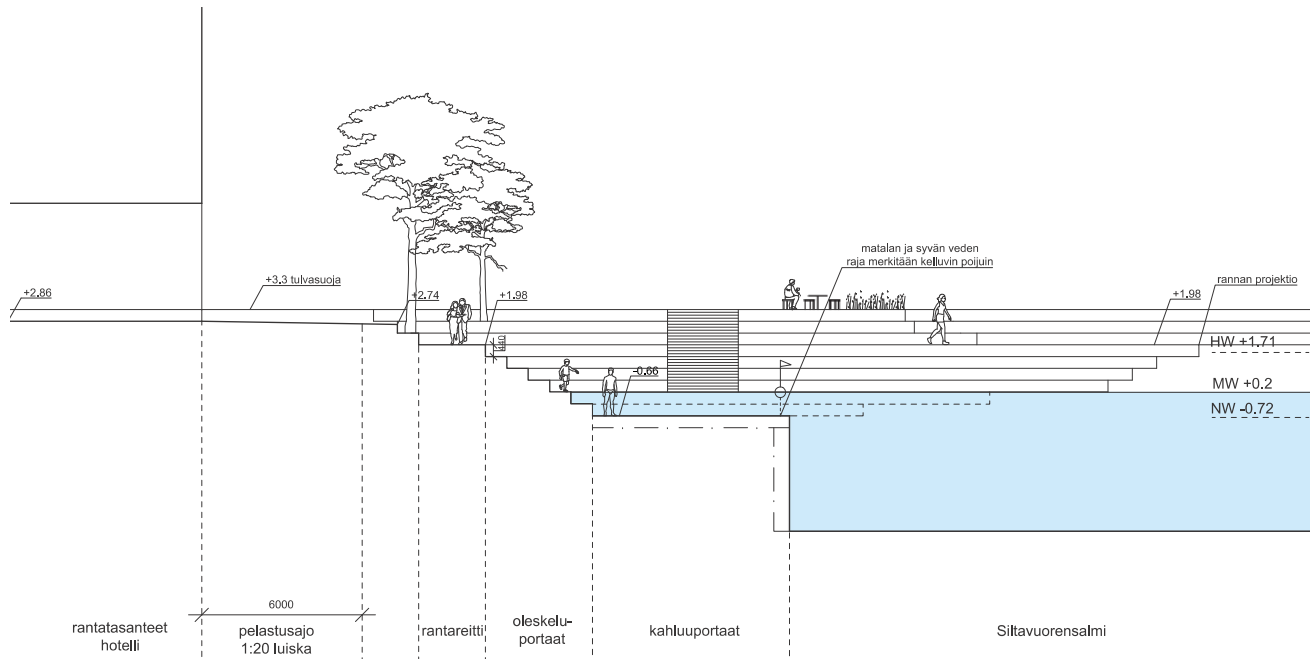 matalan ja syvän veden
raja merkitään kelluvin poijuin
rannan projektio
+3.3 tulvasuoja
+2.86
+2.74
+1.98
+1.98
440
HW +1.71
-0.66
MW +0.2
NW -0.72
6000
rantatasanteet
hotelli
pelastusajo
1:20 luiska
rantareitti
oleskelu-
portaat
kahluuportaat
Siltavuorensalmi